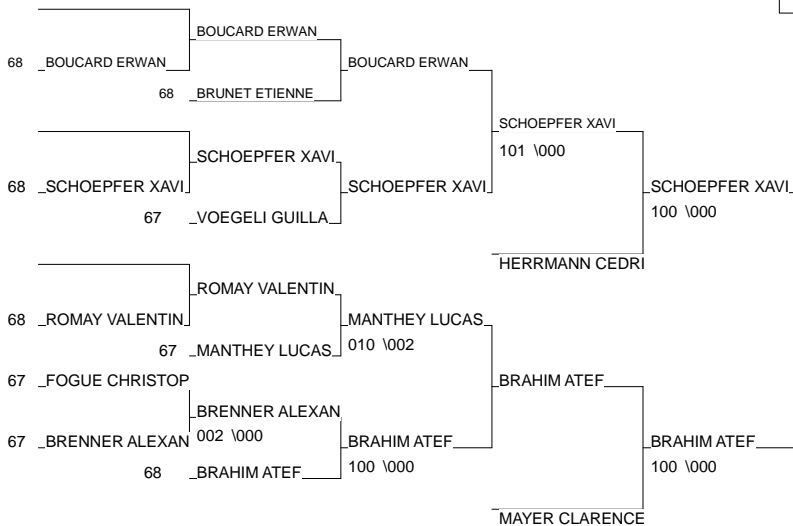 BOUCARD ERWAN
68 BOUCARD ERWAN
BOUCARD ERWAN
68 BRUNET ETIENNE
SCHOEPFER XAVI
101 \000
SCHOEPFER XAVI
68 SCHOEPFER XAVI
SCHOEPFER XAVI
SCHOEPFER XAVI
100 \000
67 VOEGELI GUILLA
HERRMANN CEDRI
ROMAY VALENTIN
68 ROMAY VALENTIN
MANTHEY LUCAS
010 \002
67 MANTHEY LUCAS
67 FOGUE CHRISTOP
BRAHIM ATEF
BRENNER ALEXAN
002 \000
67 BRENNER ALEXAN
BRAHIM ATEF
100 \000
BRAHIM ATEF
100 \000
68 BRAHIM ATEF
MAYER CLARENCE